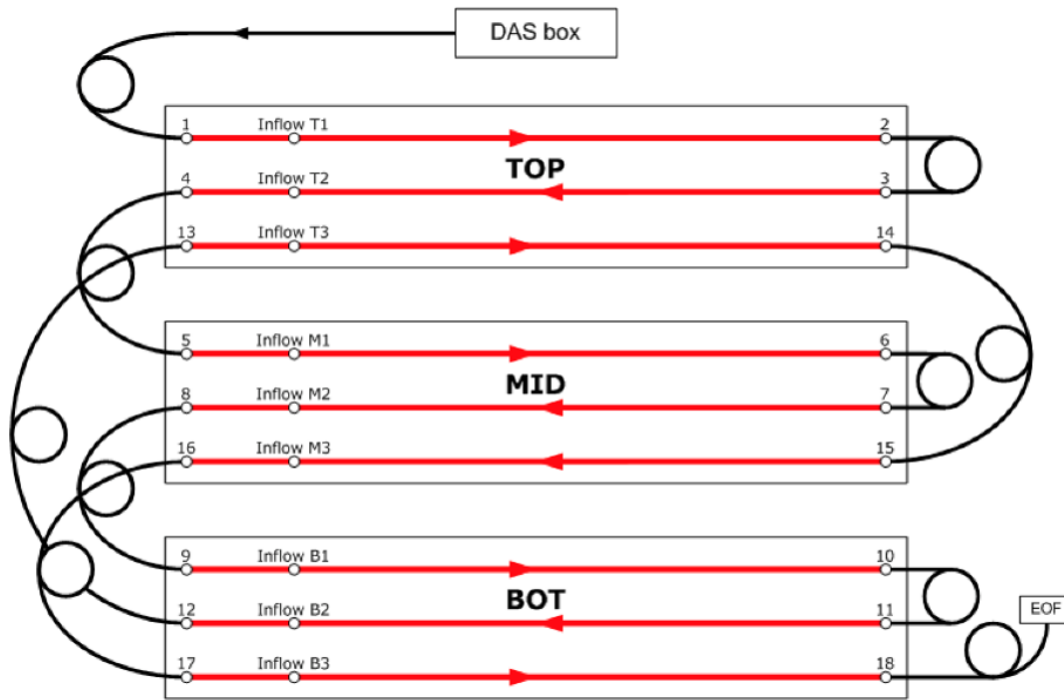 DAS box
1 Inflow T1 2
TOP
4 Inflow T2 3
13 Inflow T3 14
5 Inflow M1 6
MID
8 Inflow M2 7
16 Inflow M3 15
9 Inflow B1 10
BOT
12 Inflow B2 11
EOF
17 Inflow B3 18